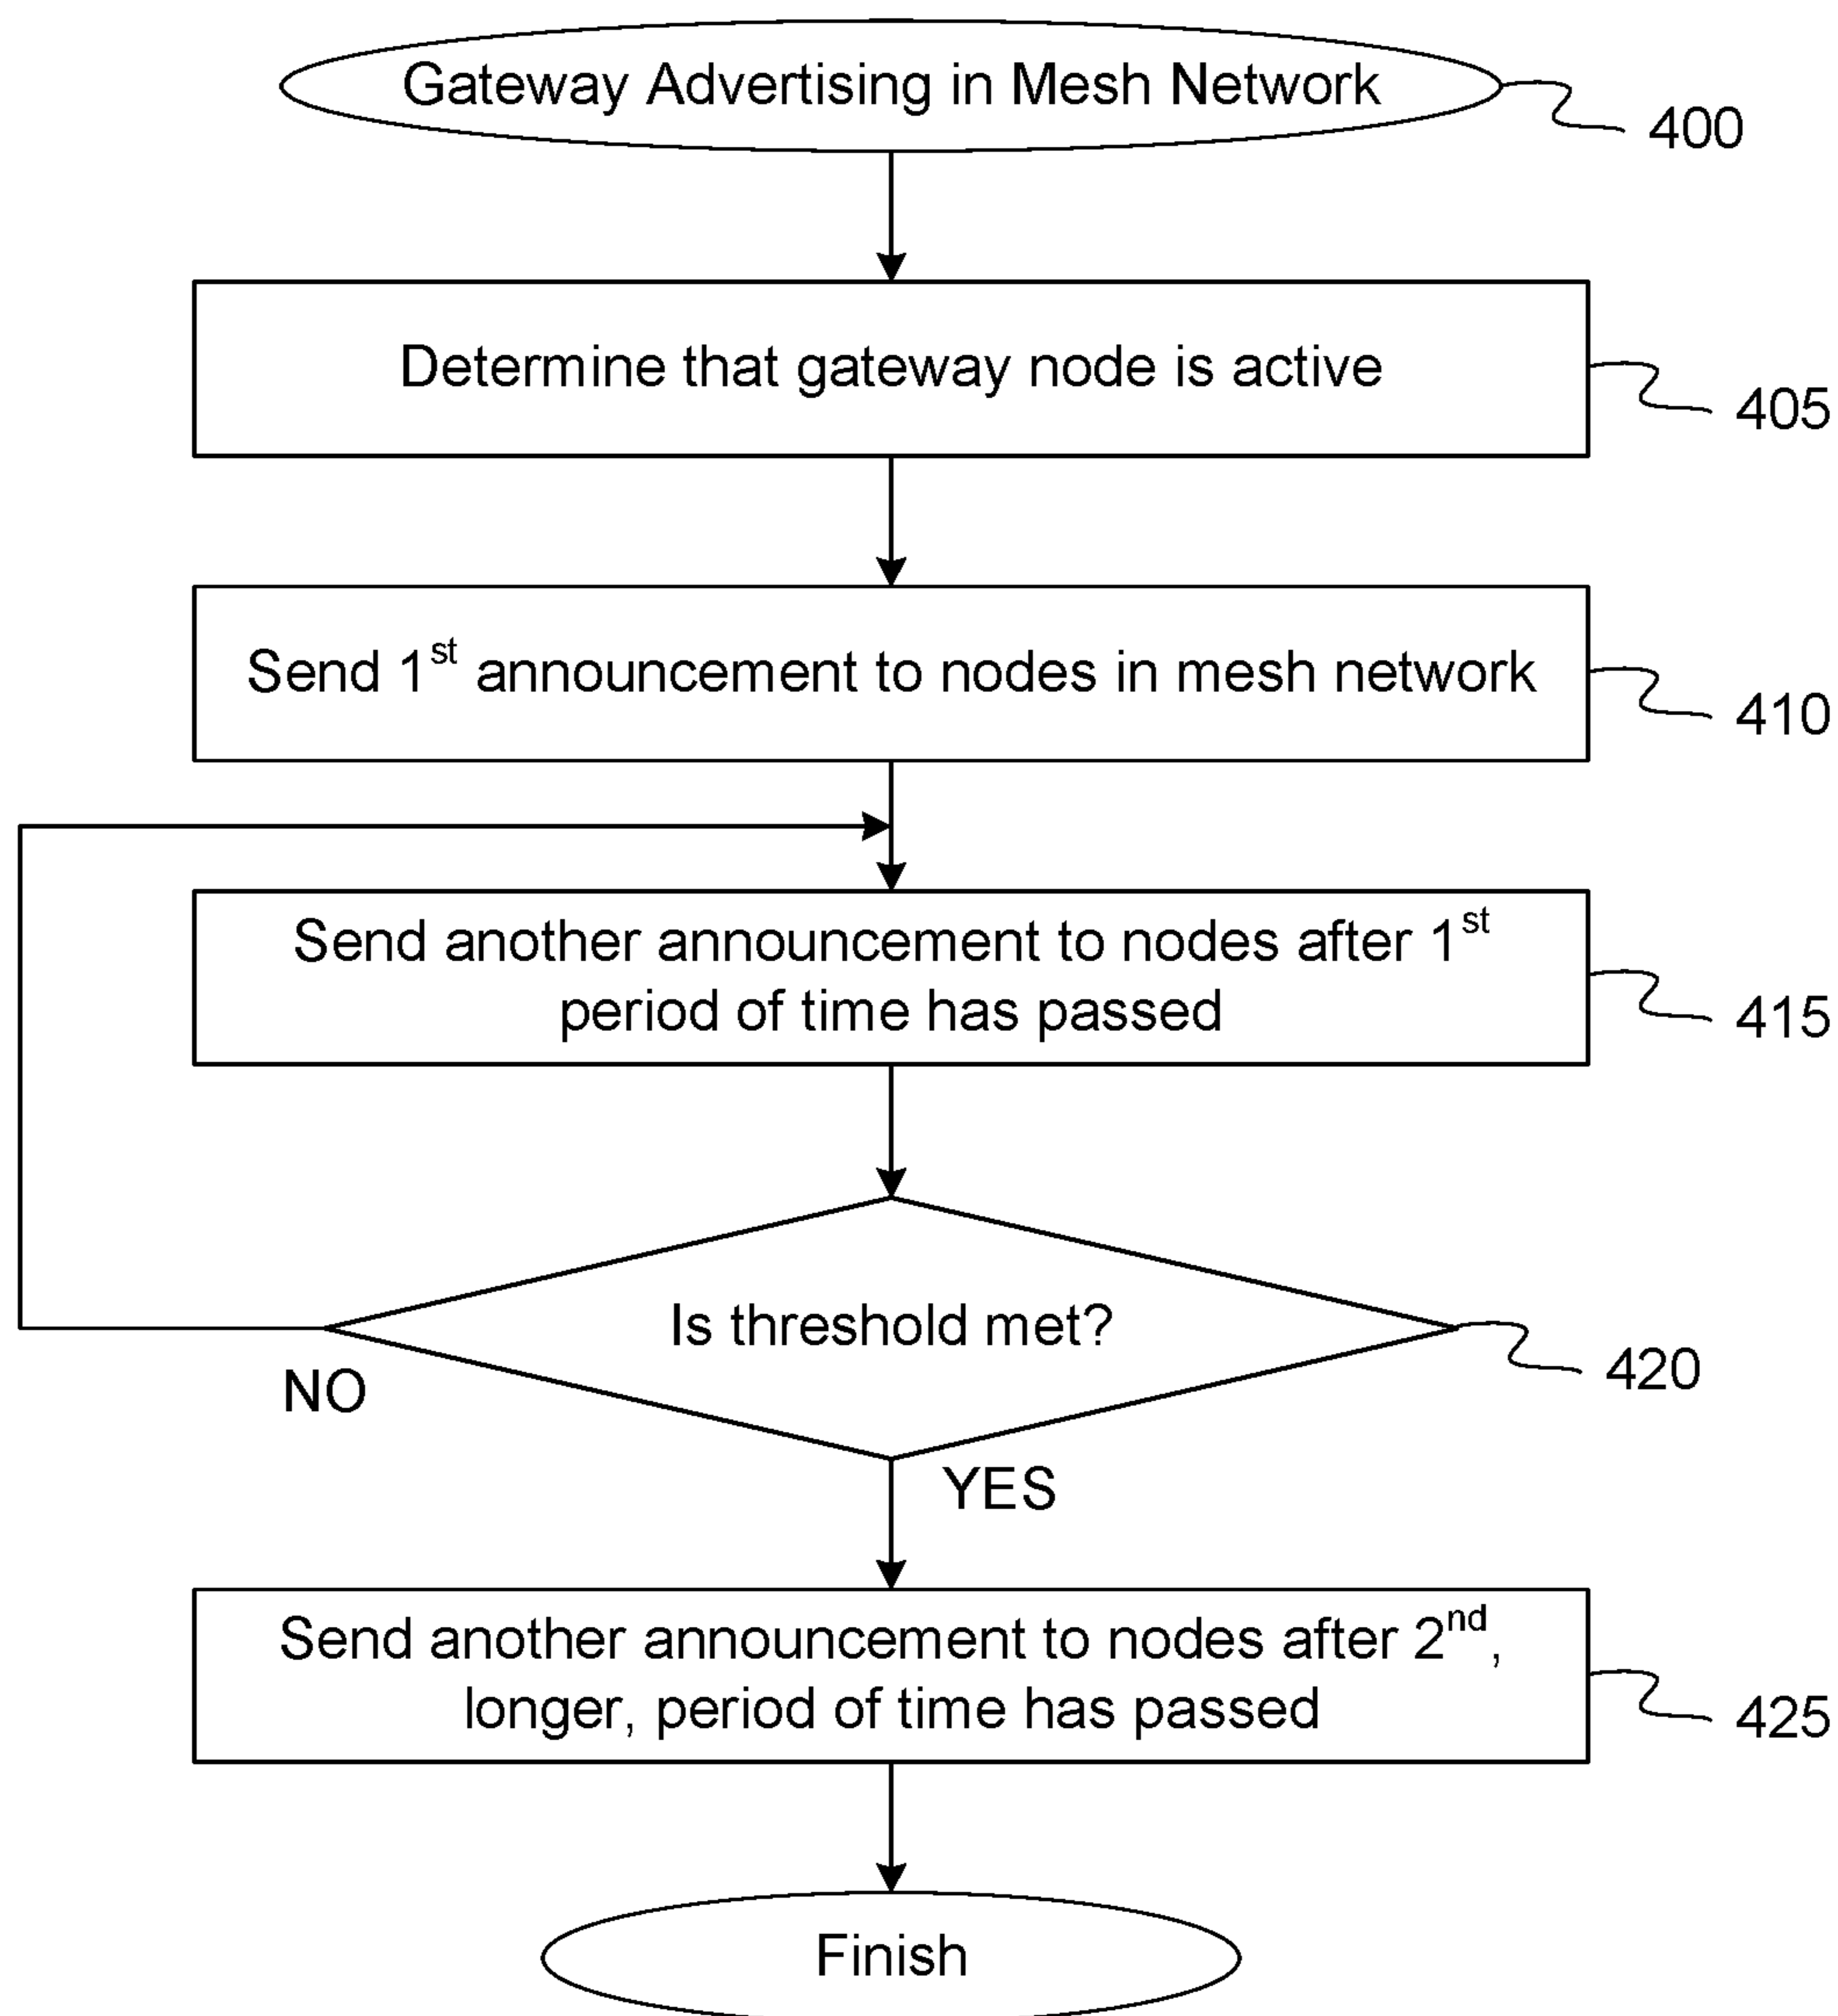 Gateway Advertising in Mesh Network
400
Determine that gateway node is active
405
Send 1st announcement to nodes in mesh network
410
Send another announcement to nodes after 1st
period of time has passed
415
Is threshold met?
420
NO
YES
Send another announcement to nodes after 2nd,
longer, period of time has passed
425
Finish